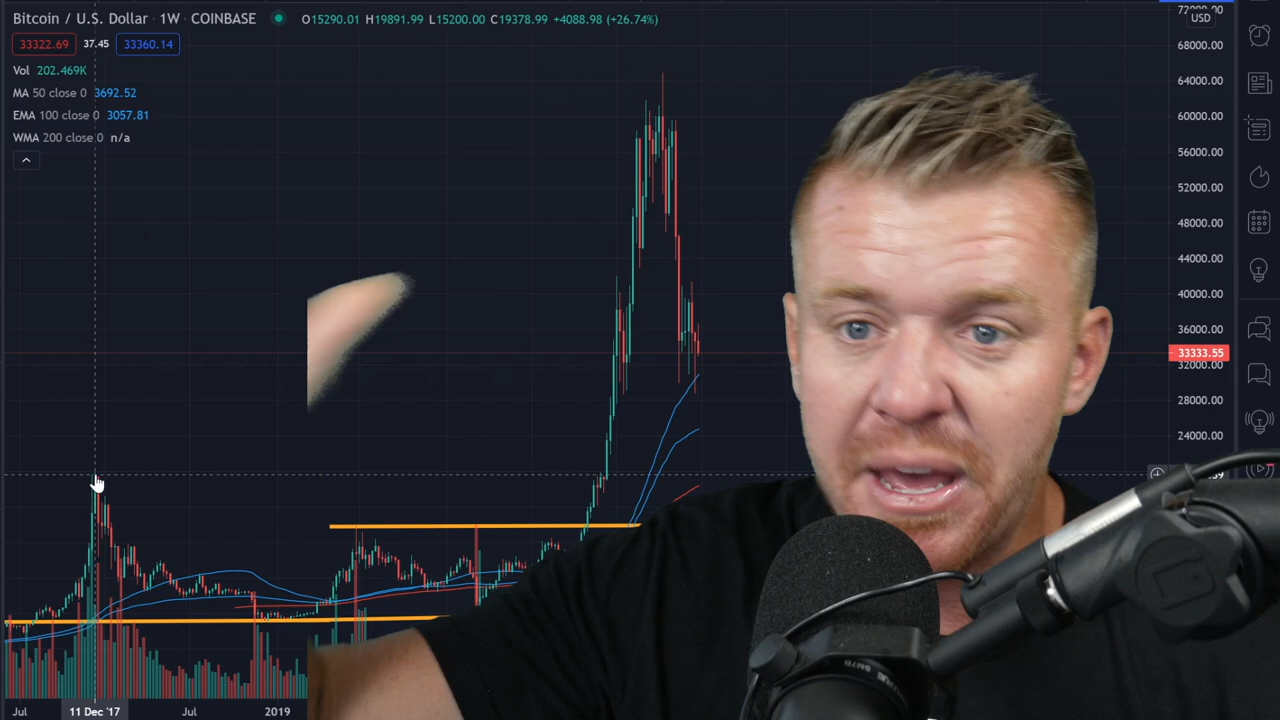 Bitcoin / U.S. Dollar · 1W · COINBASE O15290.01 H19891.99 L15200.00 C19378.99 +4088.98 (+26.74%)
33322.69 37.45 33360.14
Vol 202.469K
MA 50 close 0 3692.52
EMA 100 close 0 3057.81
WMA 200 close 0 n/a
72000.00
USD
68000.00
64000.00
60000.00
56000.00
52000.00
48000.00
44000.00
40000.00
36000.00
33333.55
32000.00
28000.00
24000.00
Jul 11 Dec '17 Jul 2019
SM7B